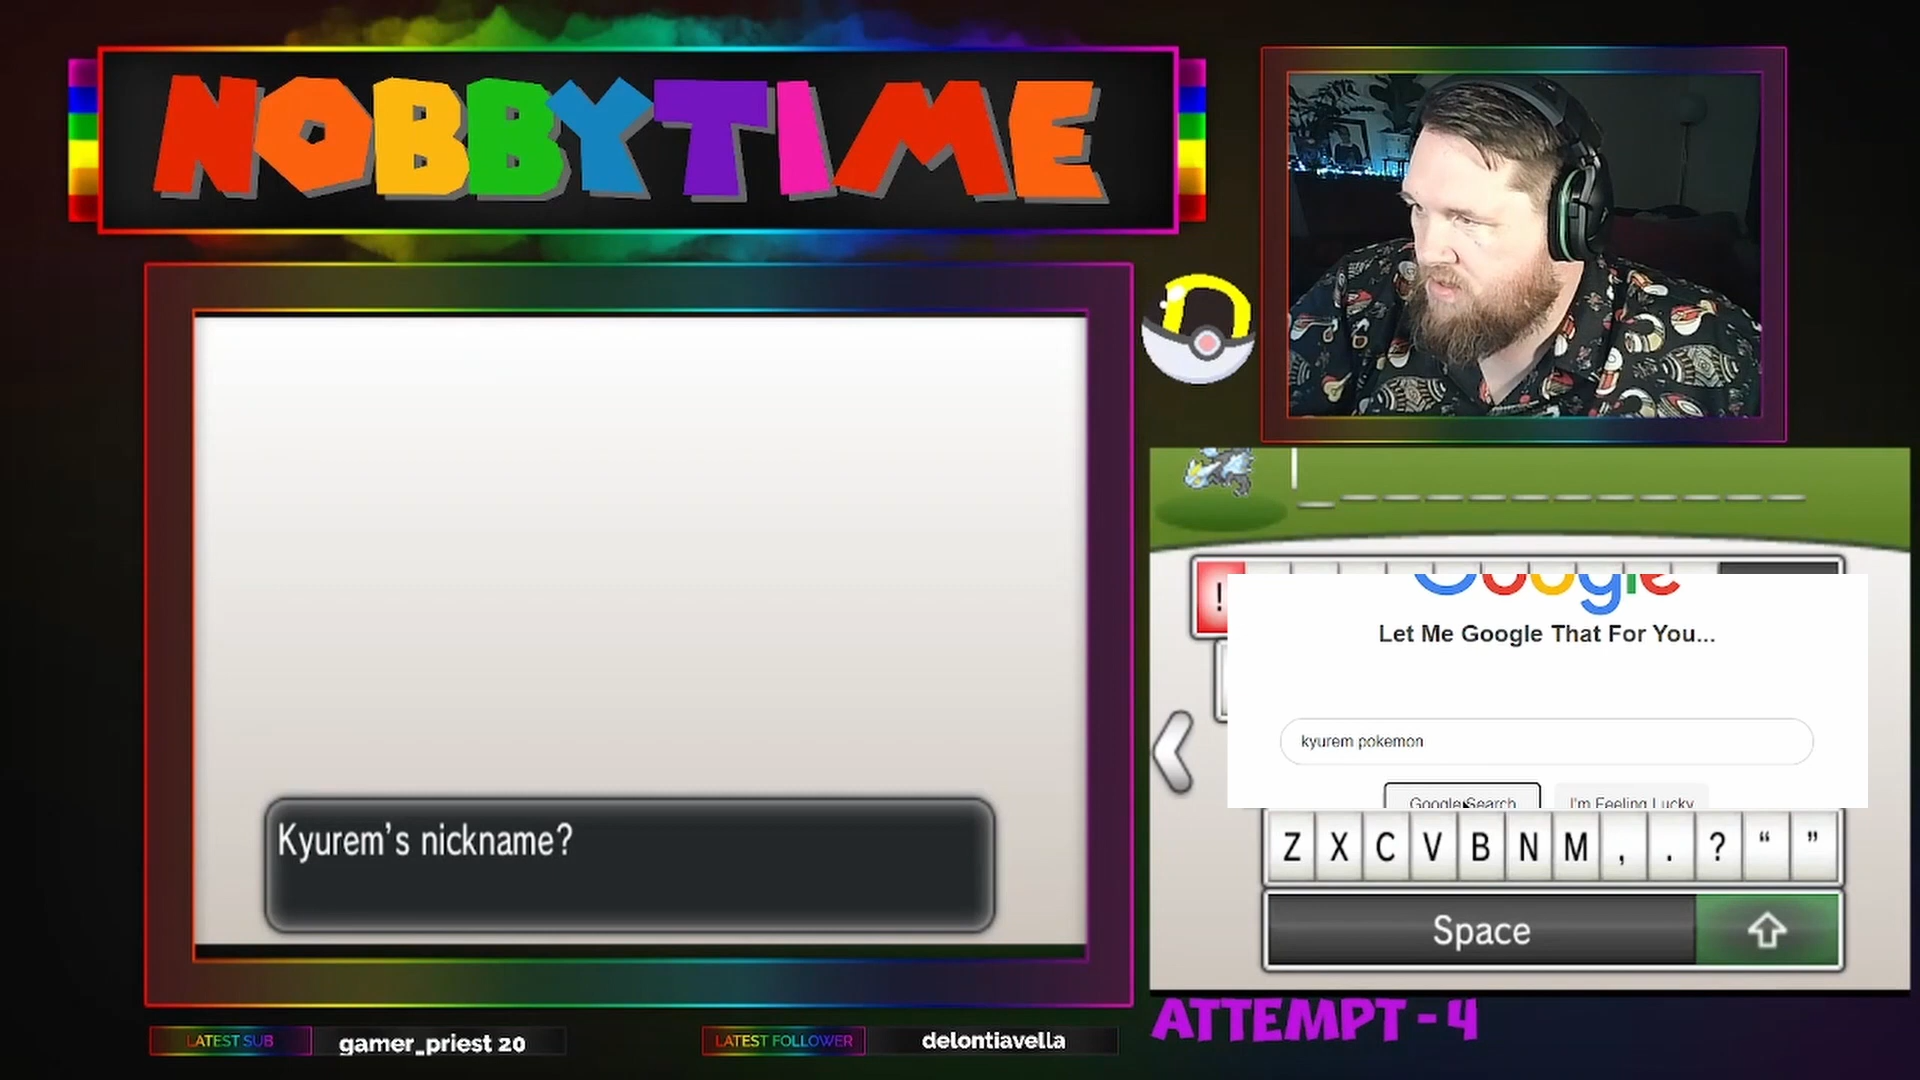 NOBBYTIME
Kyurem's nickname?
!
Google
Let Me Google That For You...
kyurem pokemon
Google Search
I'm Feeling Lucky
Z X C V B N M , . ? “ ”
Space
ATTEMPT - 4
LATEST SUB
gamer_priest 20
LATEST FOLLOWER
delontiavella